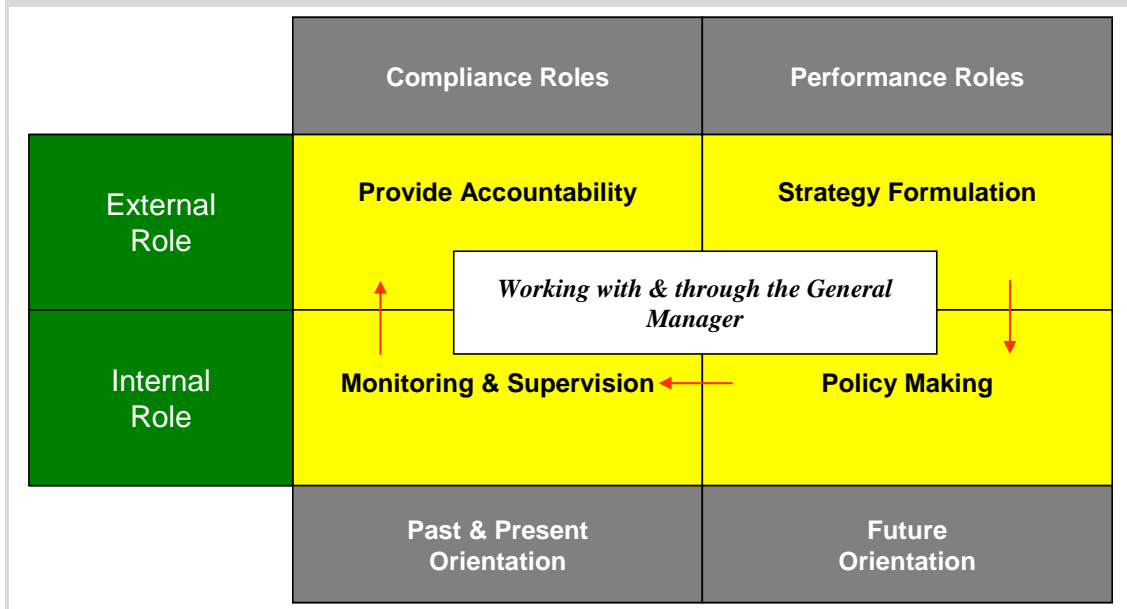 Compliance Roles
Performance Roles
External
Role
Provide Accountability
Strategy Formulation
Working with & through the General
Manager
Internal
Role
Monitoring & Supervision
Policy Making
Past & Present
Orientation
Future
Orientation